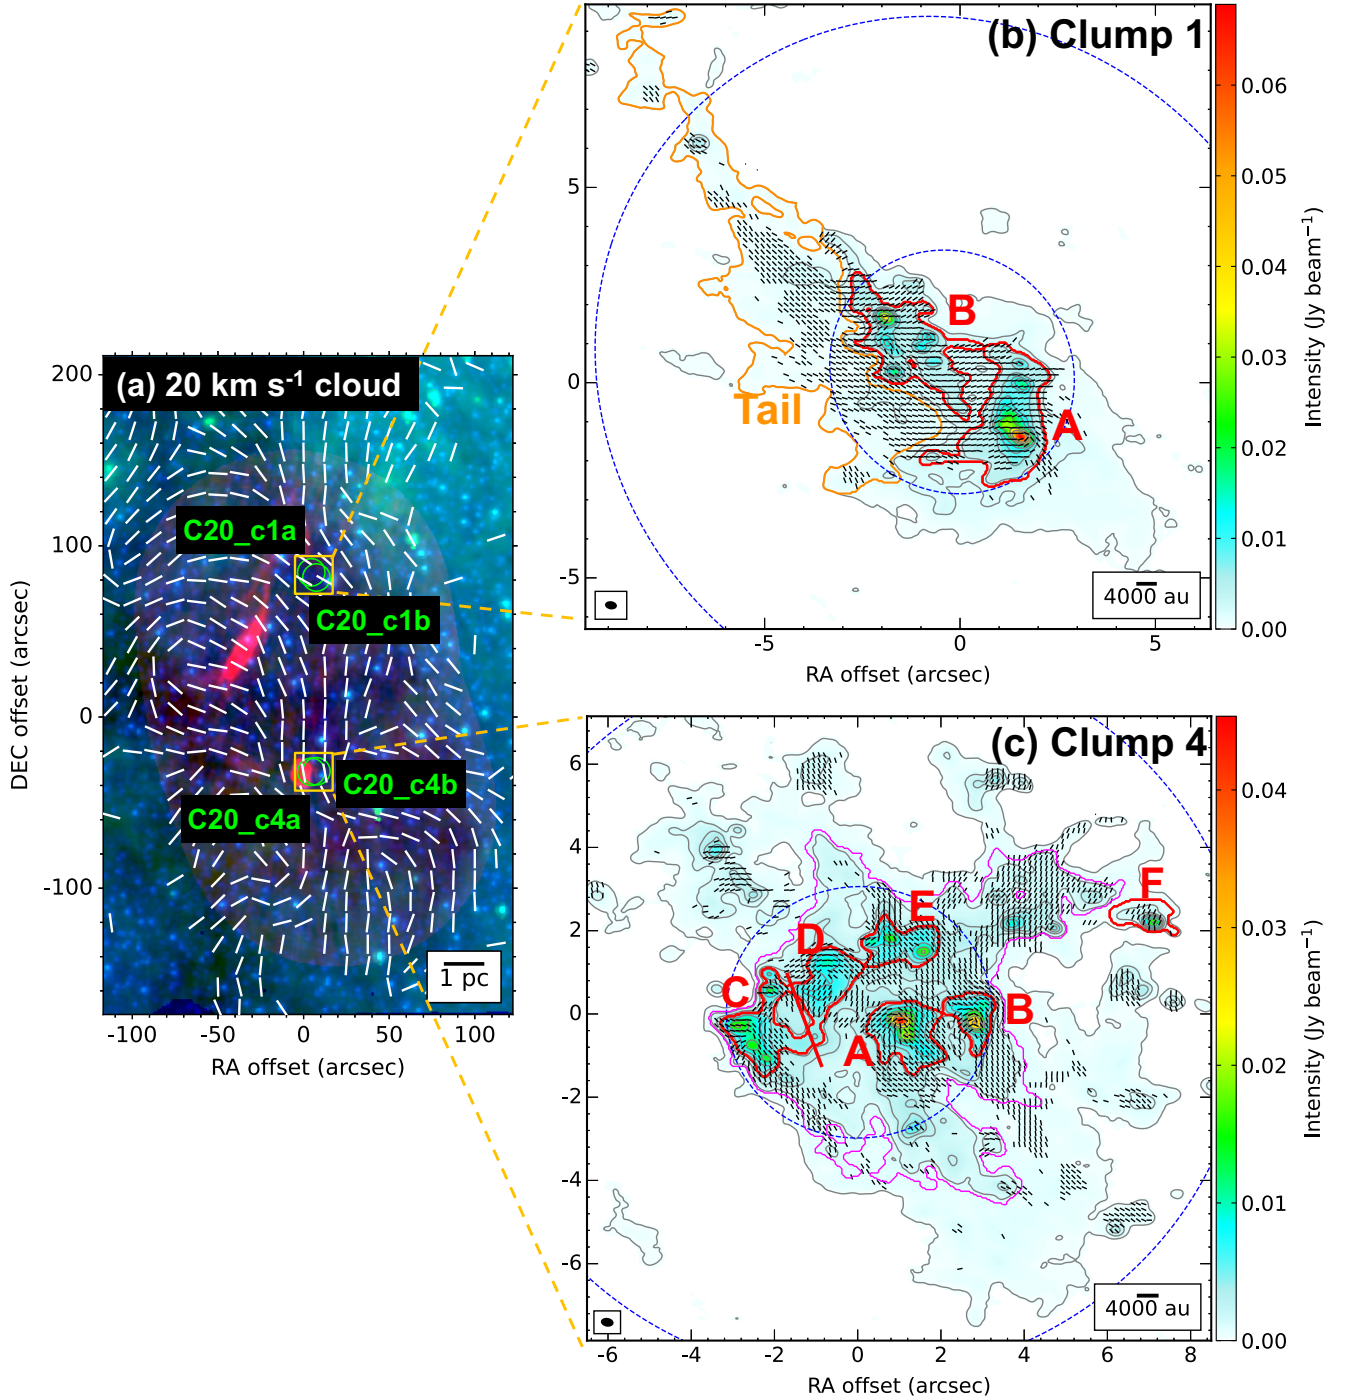 (b) Clump 1
B
A
Tail
5
0
-5
-5
0
5
RA offset (arcsec)
4000 au
0.06
0.05
0.04
0.03
0.02
0.01
0.00
Intensity (Jy beam⁻¹)
(a) 20 km s⁻¹ cloud
C20_c1a
C20_c1b
C20_c4b
C20_c4a
1 pc
200
100
0
-100
DEC offset (arcsec)
-100
-50
0
50
100
RA offset (arcsec)
(c) Clump 4
F
E
D
C
B
A
6
4
2
0
-2
-4
-6
-6
-4
-2
0
2
4
6
8
RA offset (arcsec)
4000 au
0.04
0.03
0.02
0.01
0.00
Intensity (Jy beam⁻¹)